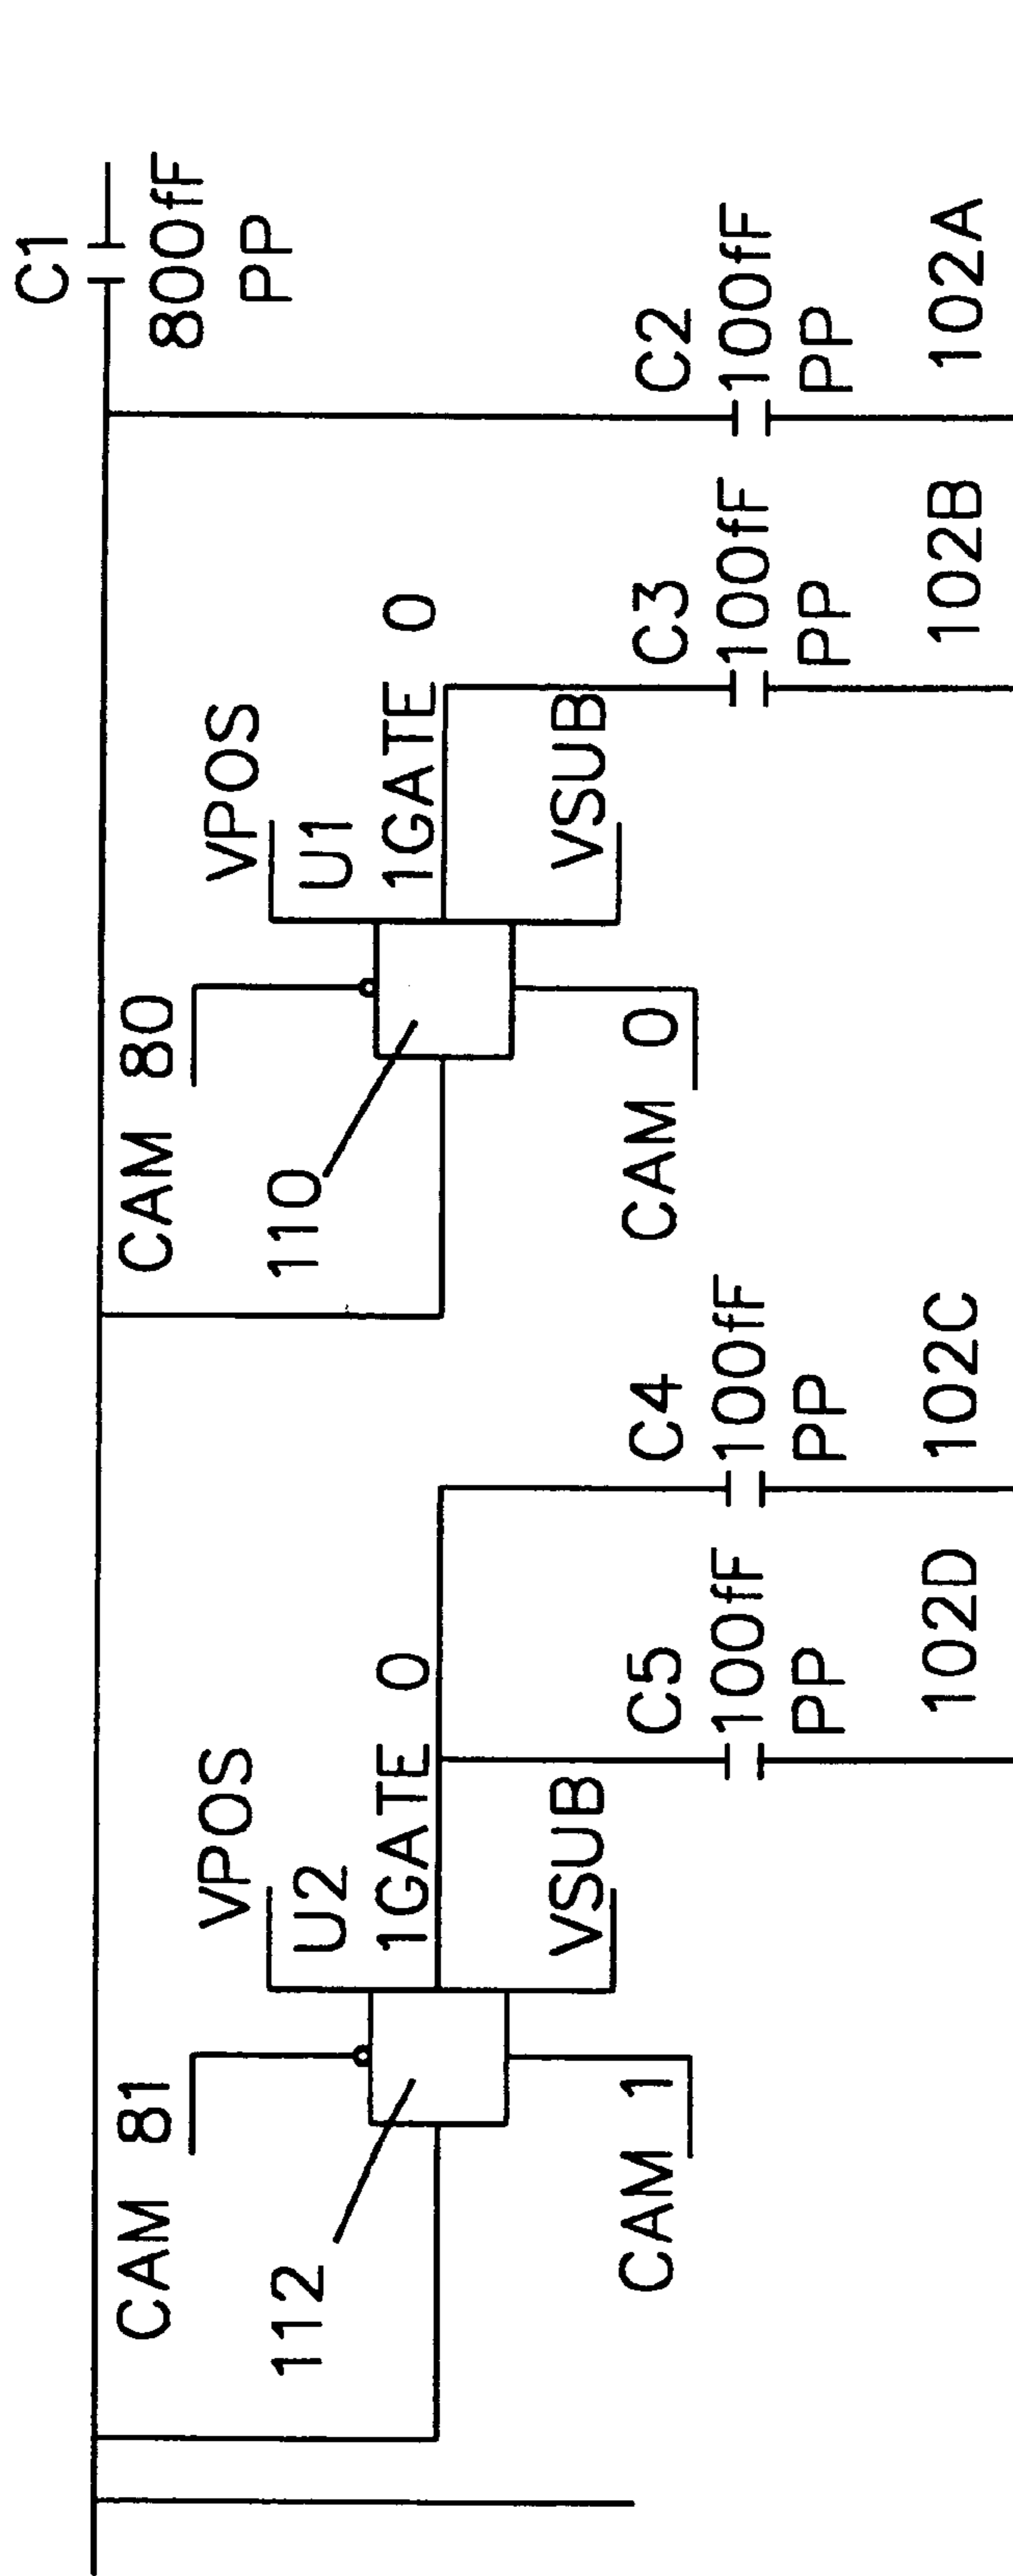 C1
800fF
PP
C2
100fF
PP
102A
C3
100fF
PP
102B
VPOS
U1
1GATE 0
VSUB
CAM 80
110
CAM 0
C4
100fF
PP
102C
C5
100fF
PP
102D
VPOS
U2
1GATE 0
VSUB
CAM 81
112
CAM 1